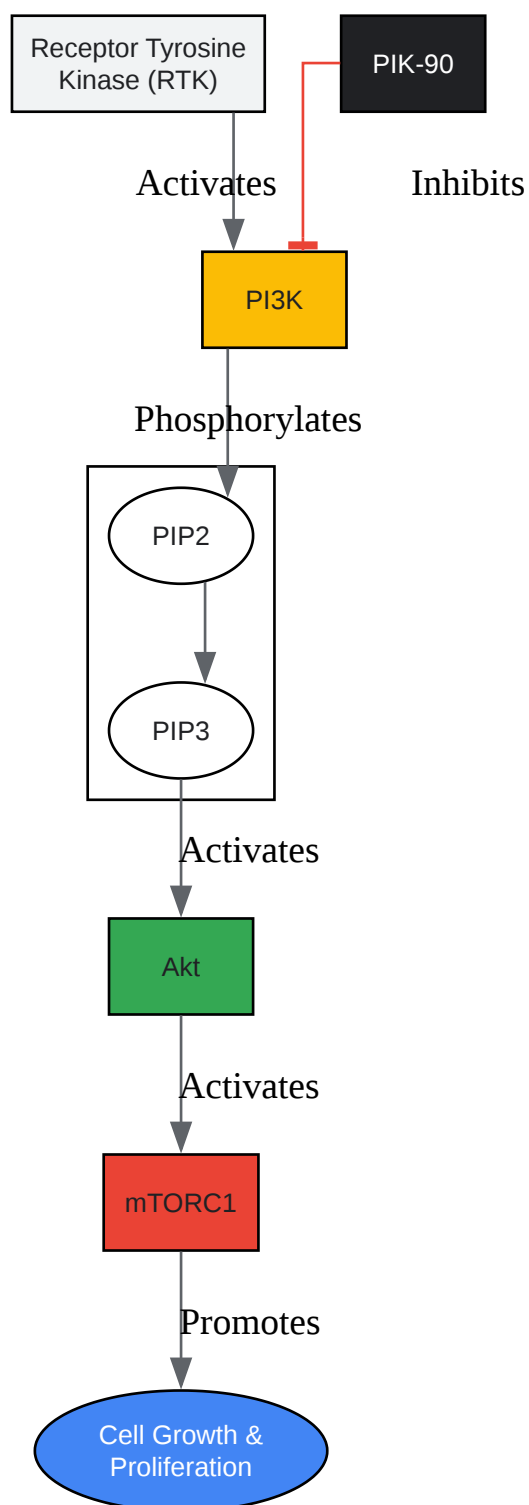 Receptor Tyrosine
Kinase (RTK)
PIK-90
Activates
Inhibits
PI3K
Phosphorylates
PIP2
PIP3
Activates
Akt
Activates
mTORC1
Promotes
Cell Growth &
Proliferation